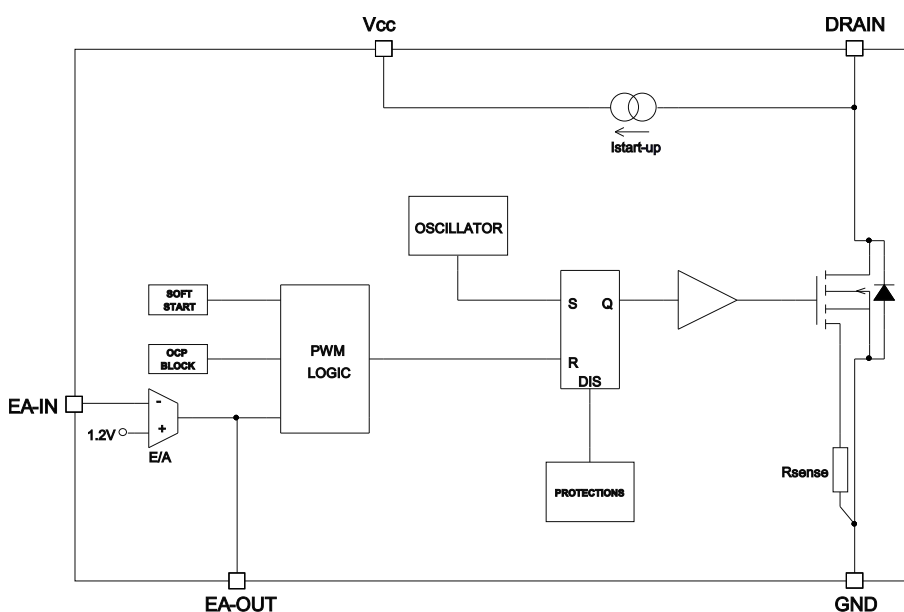 Vcc
DRAIN
Istart-up
OSCILLATOR
SOFT
START
S
Q
PWM
LOGIC
OCP
BLOCK
R
DIS
EA-IN
-
1.2V
+
E/A
Rsense
PROTECTIONS
EA-OUT
GND